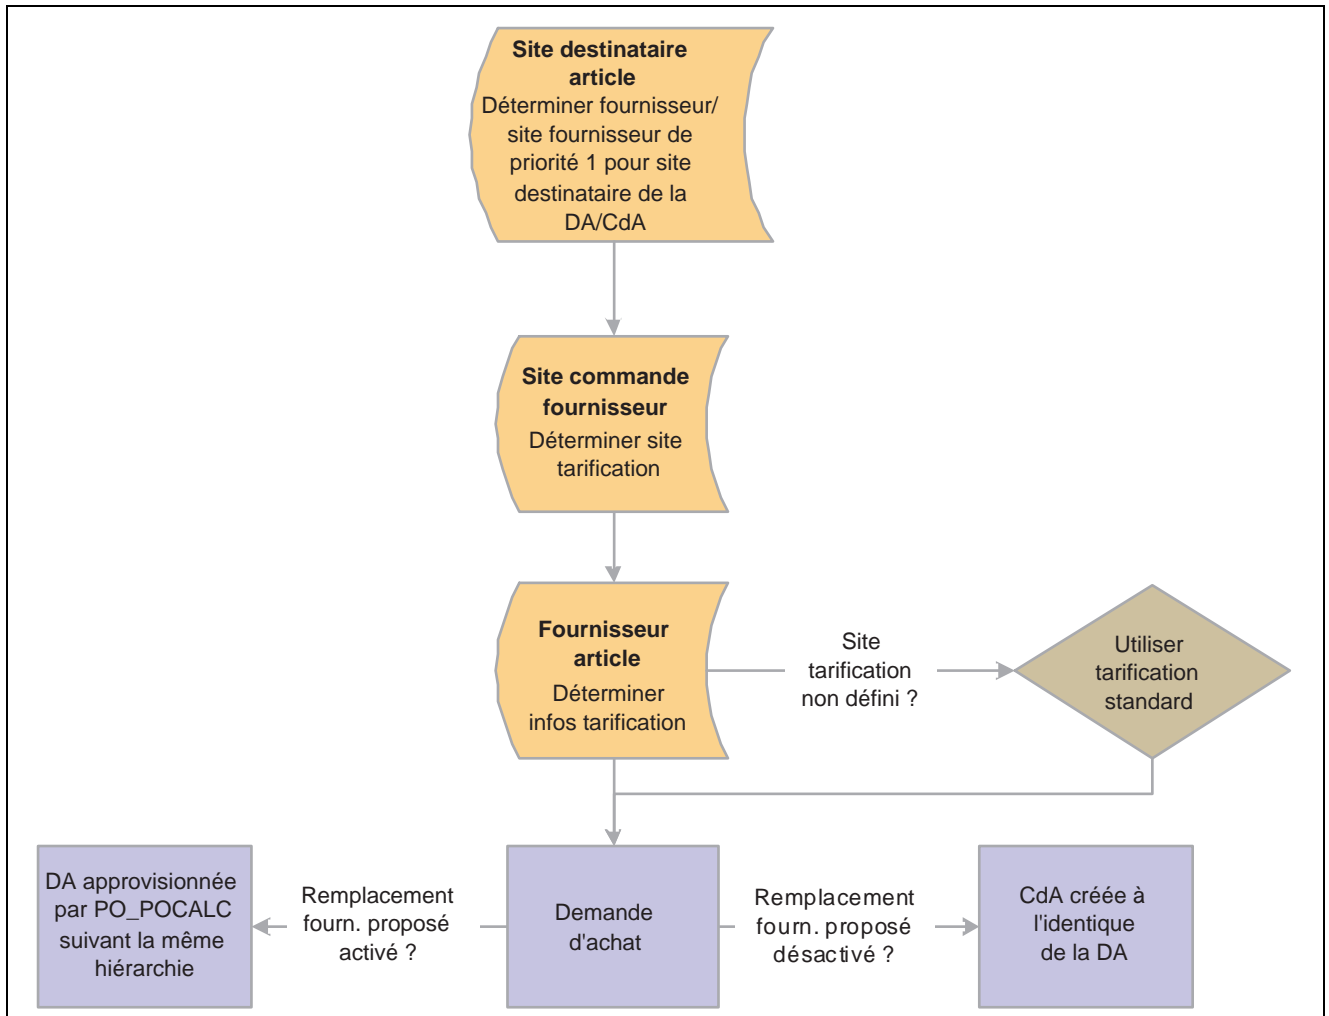 Site destinataire
article
Déterminer fournisseur/
site fournisseur de
priorité 1 pour site
destinataire de la
DA/CdA
Site commande
fournisseur
Déterminer site
tarification
Fournisseur
article
Déterminer
infos tarification
Site
tarification
non défini ?
Utiliser
tarification
standard
DA approvisionnée
par PO_POCALC
suivant la même
hiérarchie
Remplacement
fourn. proposé
activé ?
Demande
d'achat
Remplacement
fourn. proposé
désactivé ?
CdA créée à
l'identique
de la DA